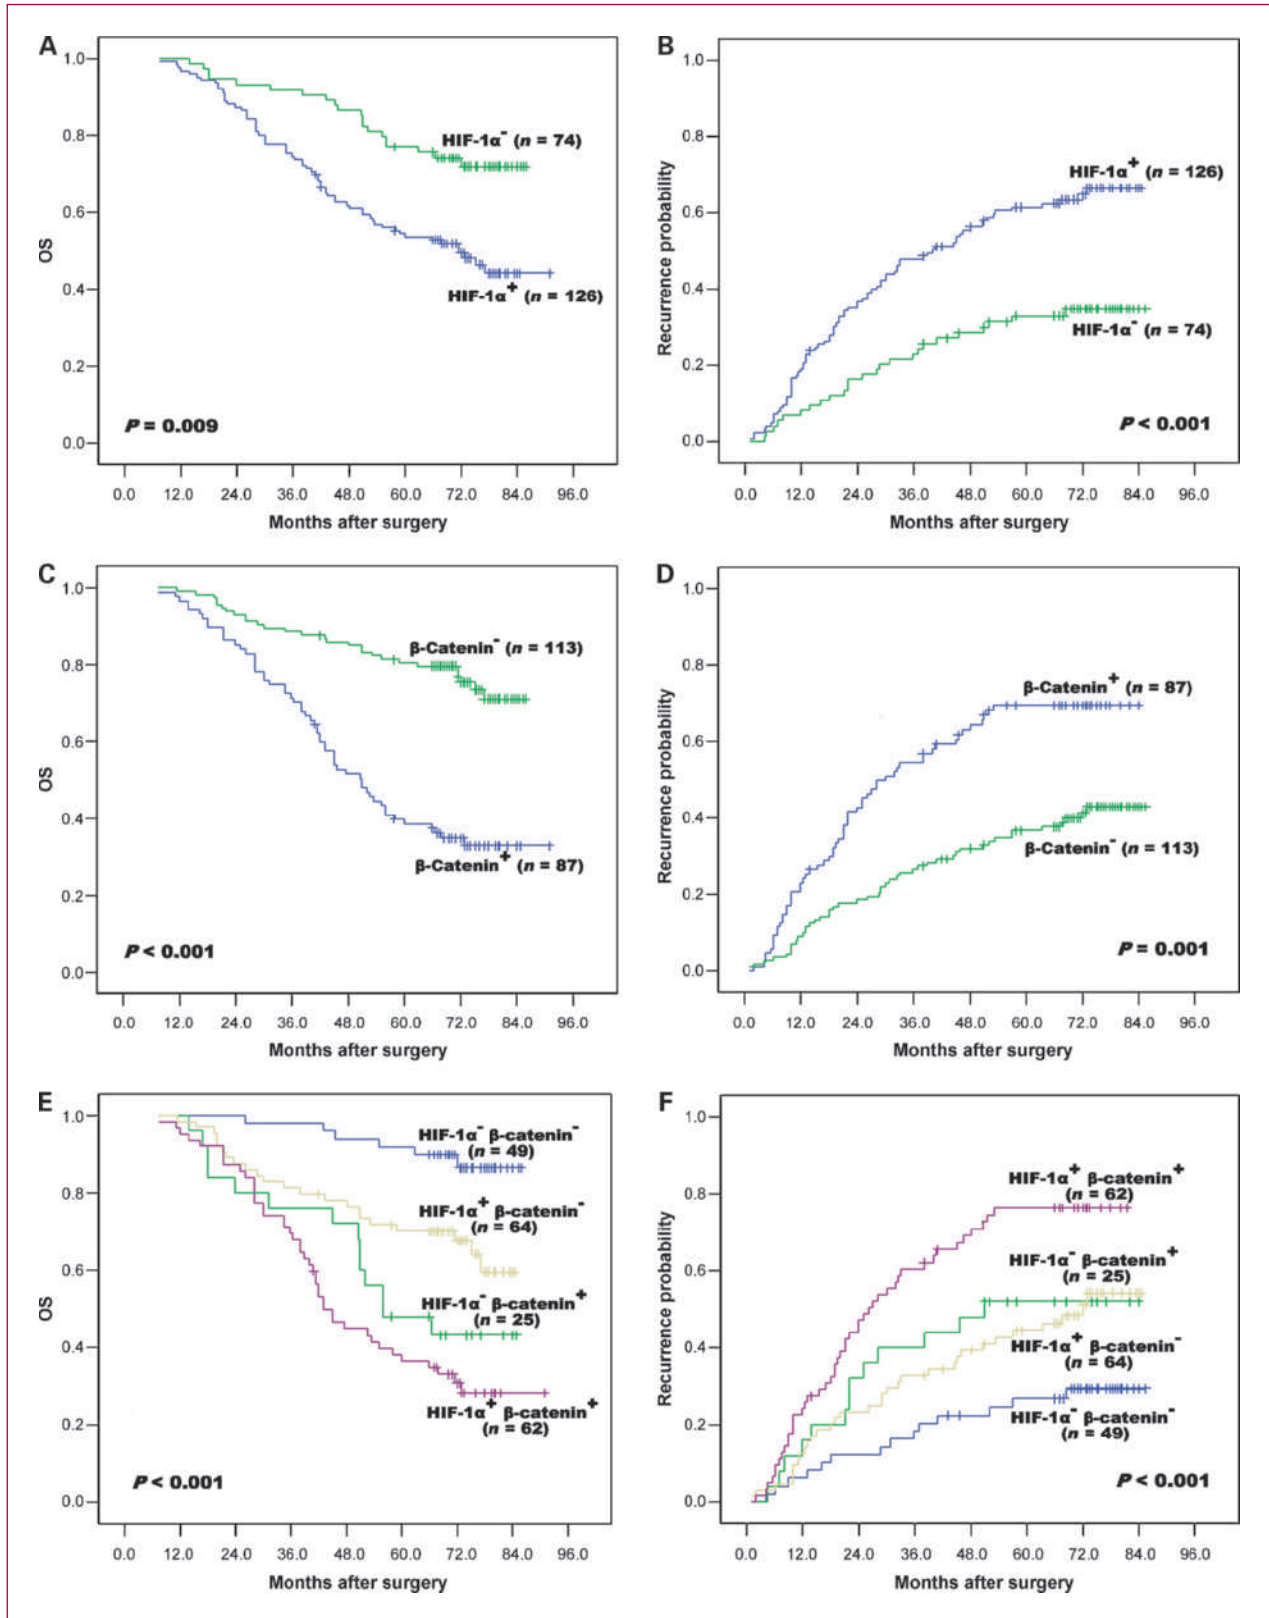 A
1.0
0.8
0.6
0.4
0.2
0.0
OS
HIF-1α⁻ (n = 74)
HIF-1α⁺ (n = 126)
P = 0.009
0.0 12.0 24.0 36.0 48.0 60.0 72.0 84.0 96.0
Months after surgery
B
1.0
0.8
0.6
0.4
0.2
0.0
Recurrence probability
HIF-1α⁺ (n = 126)
HIF-1α⁻ (n = 74)
P < 0.001
0.0 12.0 24.0 36.0 48.0 60.0 72.0 84.0 96.0
Months after surgery
C
1.0
0.8
0.6
0.4
0.2
0.0
OS
β-Catenin⁻ (n = 113)
β-Catenin⁺ (n = 87)
P < 0.001
0.0 12.0 24.0 36.0 48.0 60.0 72.0 84.0 96.0
Months after surgery
D
1.0
0.8
0.6
0.4
0.2
0.0
Recurrence probability
β-Catenin⁺ (n = 87)
β-Catenin⁻ (n = 113)
P = 0.001
0.0 12.0 24.0 36.0 48.0 60.0 72.0 84.0 96.0
Months after surgery
E
1.0
0.8
0.6
0.4
0.2
0.0
OS
HIF-1α⁻ β-catenin⁻
(n = 49)
HIF-1α⁺ β-catenin⁻
(n = 64)
HIF-1α⁻ β-catenin⁺
(n = 25)
HIF-1α⁺ β-catenin⁺
(n = 62)
P < 0.001
0.0 12.0 24.0 36.0 48.0 60.0 72.0 84.0 96.0
Months after surgery
F
1.0
0.8
0.6
0.4
0.2
0.0
Recurrence probability
HIF-1α⁺ β-catenin⁺
(n = 62)
HIF-1α⁻ β-catenin⁺
(n = 25)
HIF-1α⁺ β-catenin⁻
(n = 64)
HIF-1α⁻ β-catenin⁻
(n = 49)
P < 0.001
0.0 12.0 24.0 36.0 48.0 60.0 72.0 84.0 96.0
Months after surgery